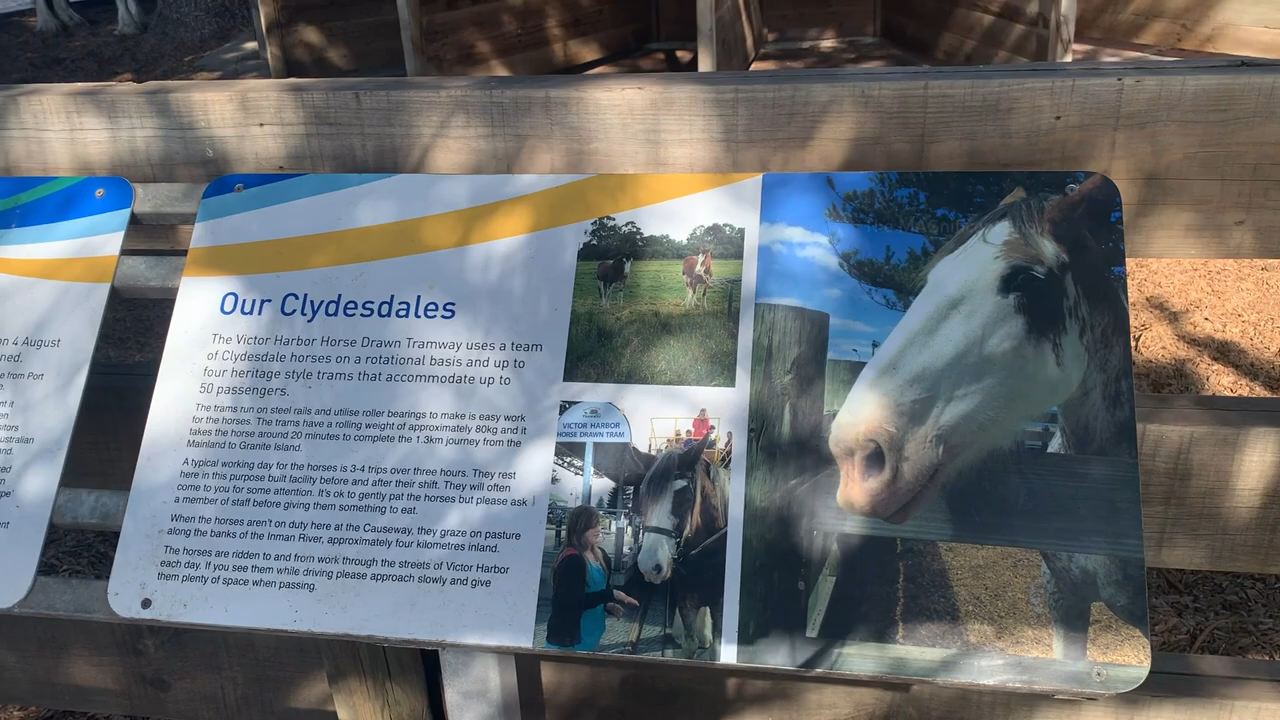 on 4 August
ned.
e from Port
e.
nt it
en
sitors
ustralian
nd.
ed
n
ype'
nt
Our Clydesdales
The Victor Harbor Horse Drawn Tramway uses a team
of Clydesdale horses on a rotational basis and up to
four heritage style trams that accommodate up to
50 passengers.
The trams run on steel rails and utilise roller bearings to make is easy work
for the horses. The trams have a rolling weight of approximately 80kg and it
takes the horse around 20 minutes to complete the 1.3km journey from the
Mainland to Granite Island.
A typical working day for the horses is 3-4 trips over three hours. They rest
here in this purpose built facility before and after their shift. They will often
come to you for some attention. It's ok to gently pat the horses but please ask
a member of staff before giving them something to eat.
When the horses aren't on duty here at the Causeway, they graze on pasture
along the banks of the Inman River, approximately four kilometres inland.
The horses are ridden to and from work through the streets of Victor Harbor
each day. If you see them while driving please approach slowly and give
them plenty of space when passing.
VICTOR HARBOR
HORSE DRAWN TRAM